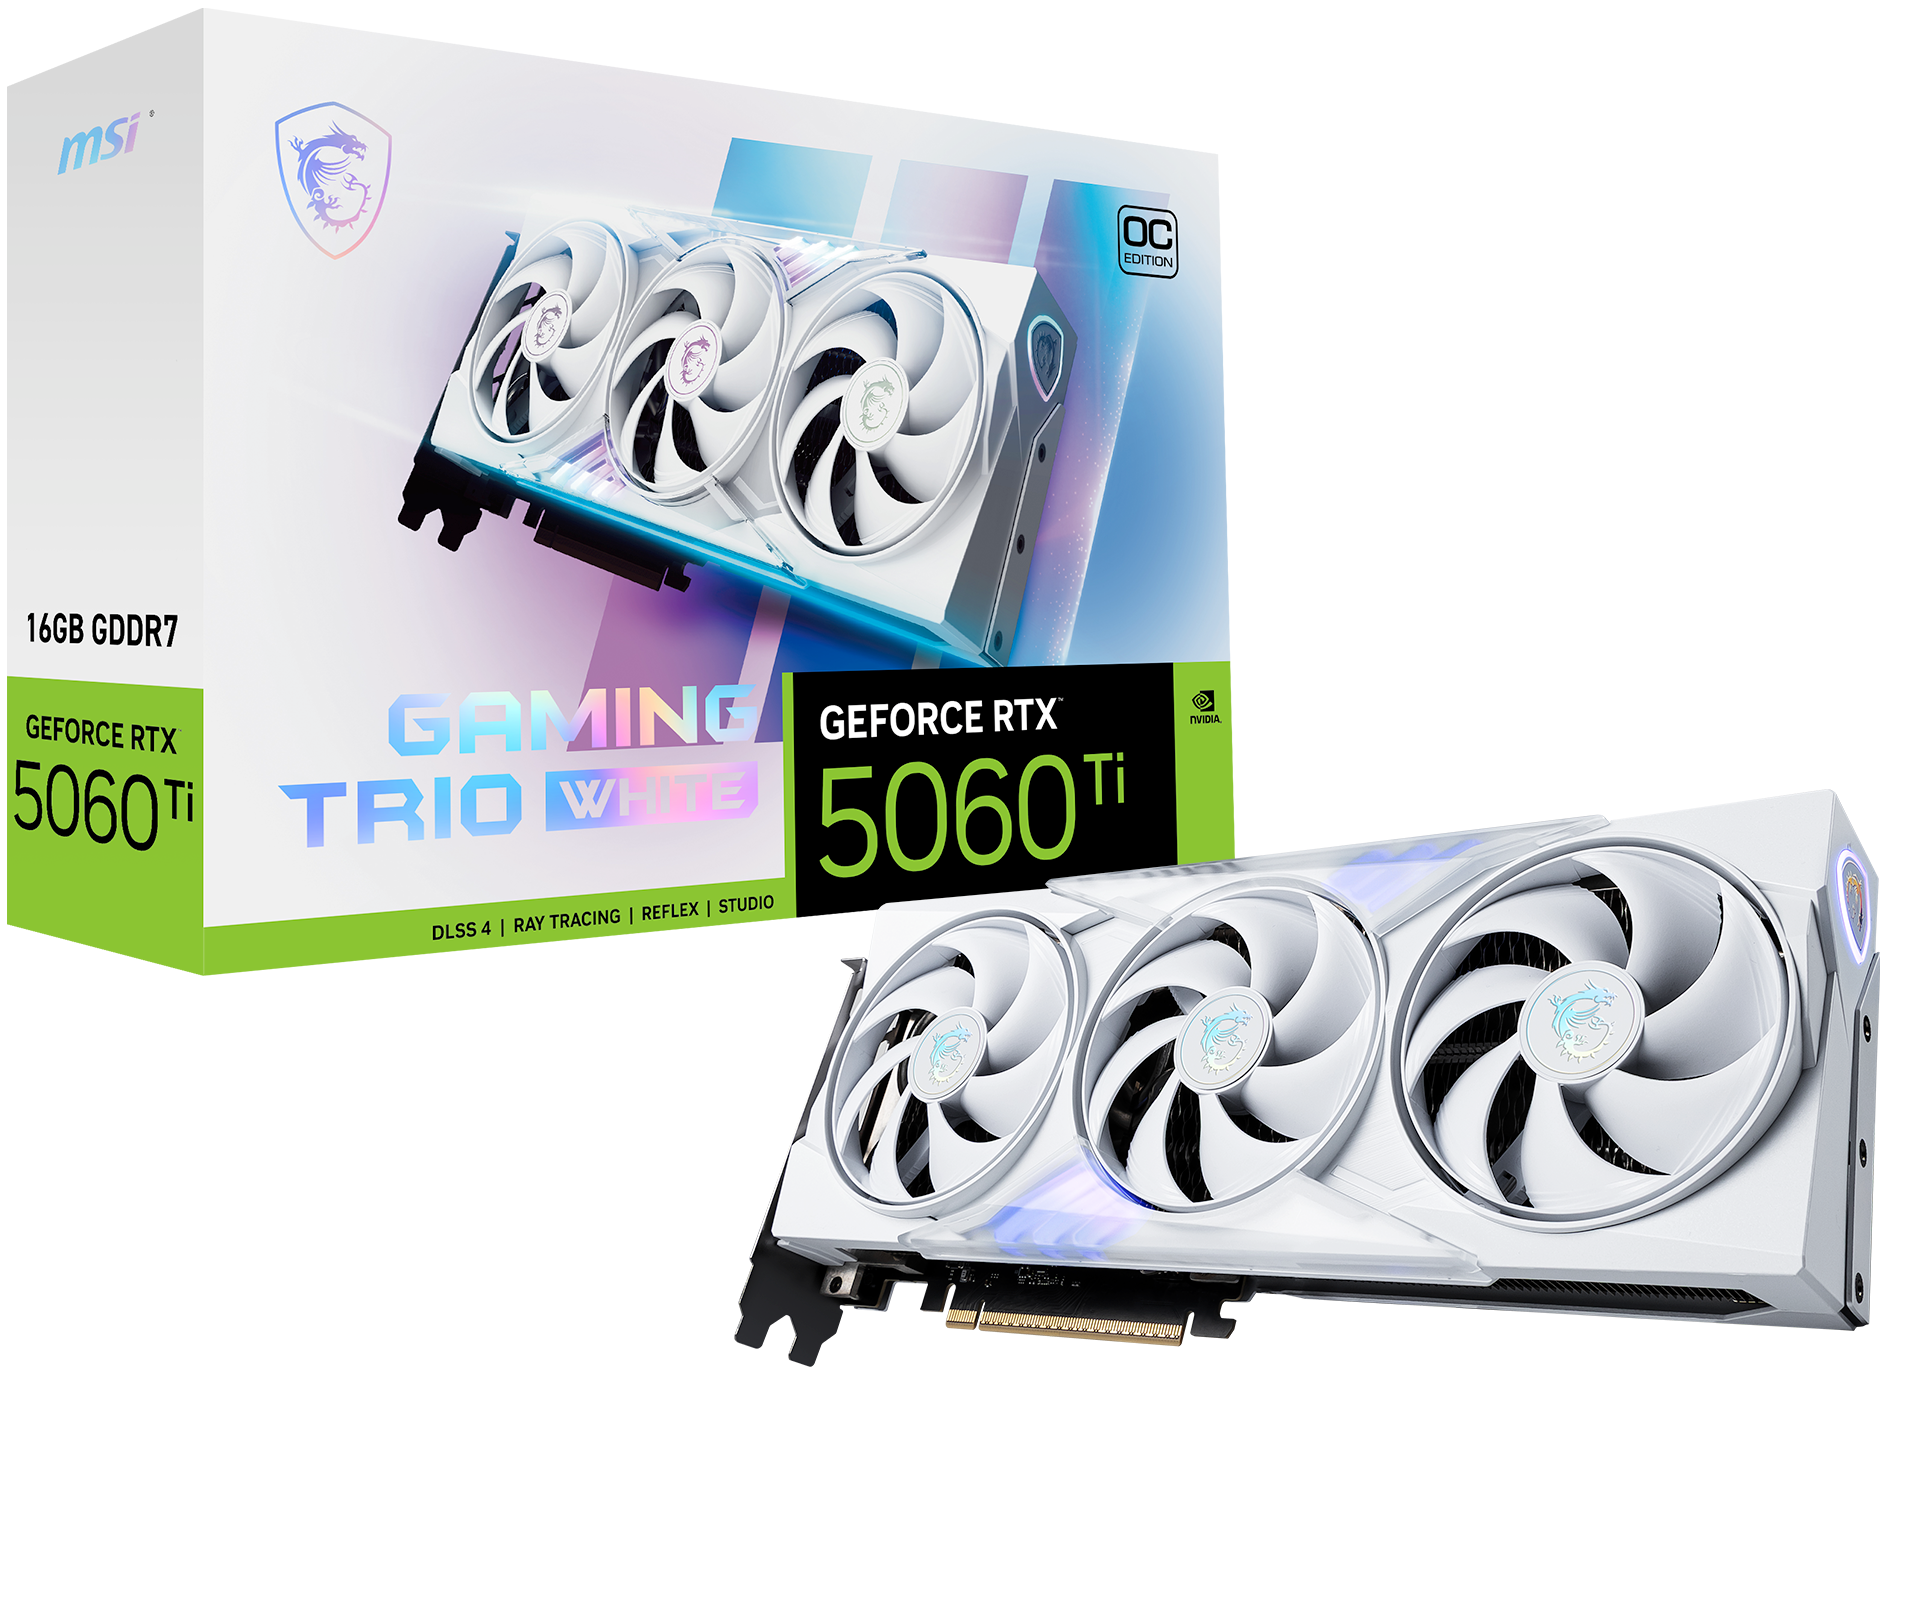 msi
16GB GDDR7
GEFORCE RTX
5060 Ti
OC
EDITION
GAMING
TRIO WHITE
GEFORCE RTX™
5060 Ti
NVIDIA.
DLSS 4 | RAY TRACING | REFLEX | STUDIO